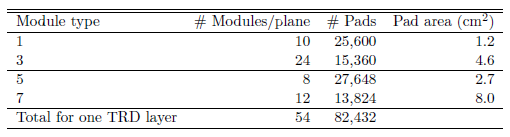 Module type # Modules/plane # Pads Pad area (cm²)
1 10 25,600 1.2
3 24 15,360 4.6
5 8 27,648 2.7
7 12 13,824 8.0
Total for one TRD layer 54 82,432